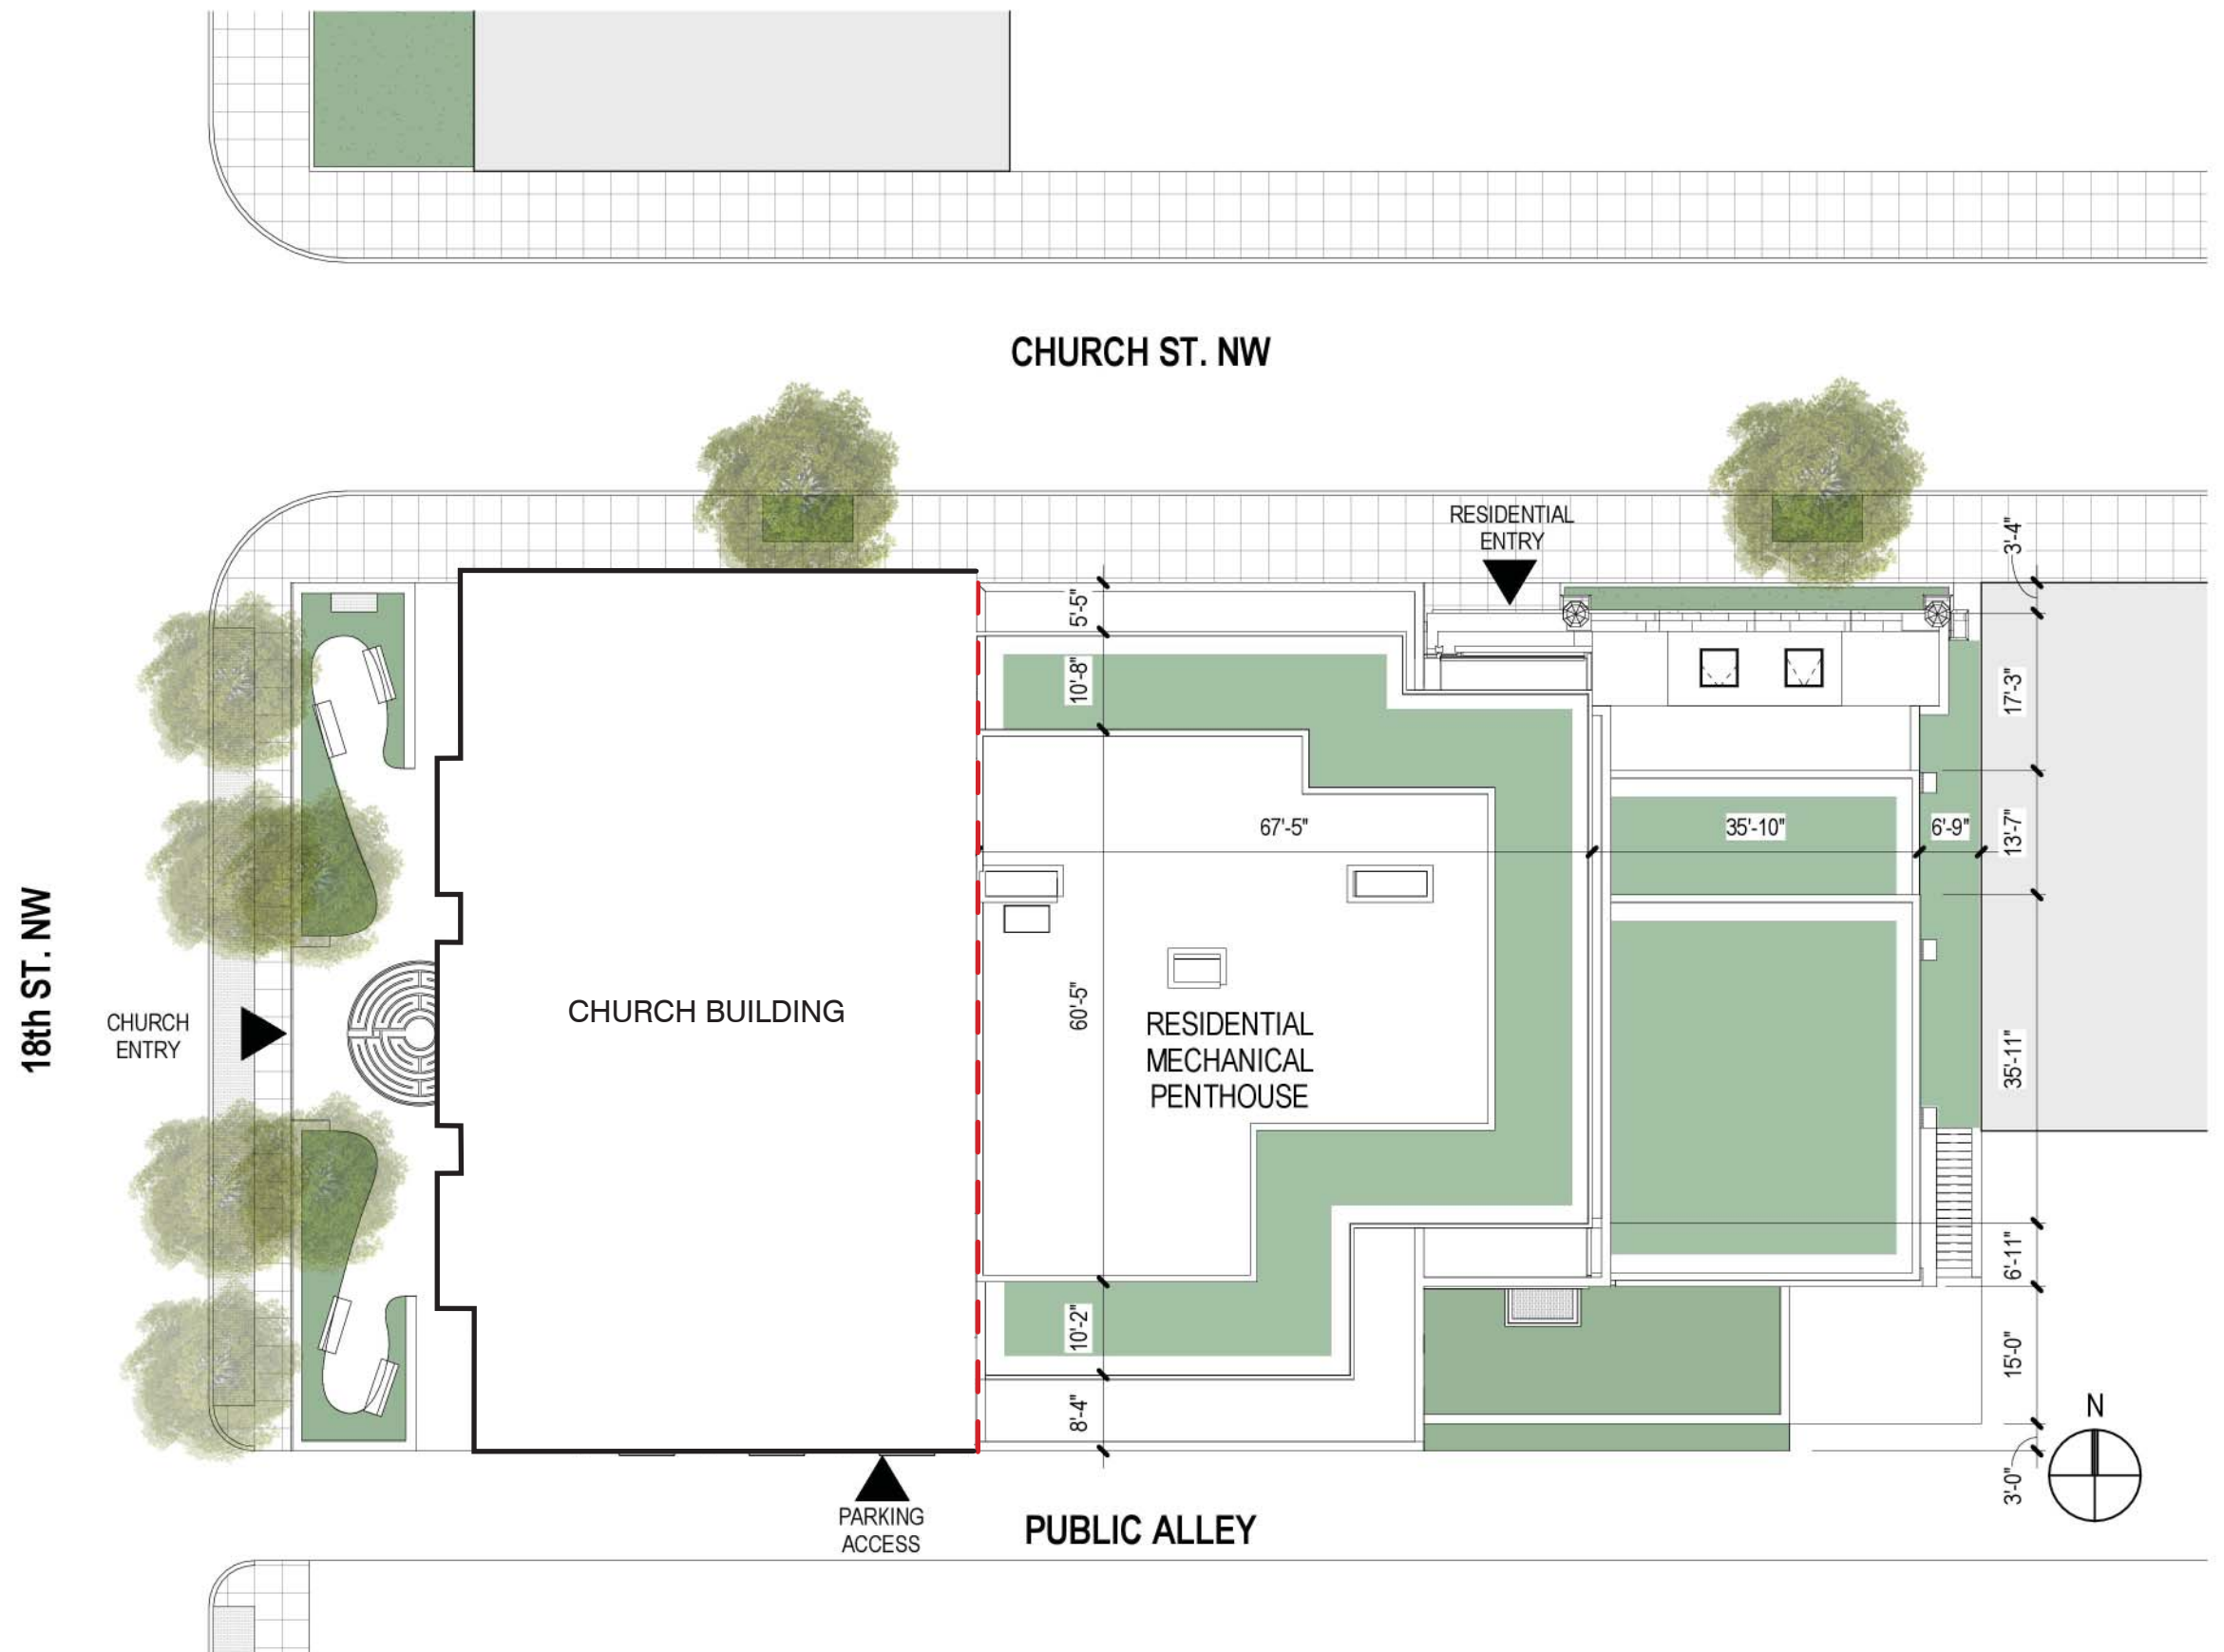 CHURCH ST. NW
RESIDENTIAL
ENTRY
3'-4"
5'-5"
10'-8"
17'-3"
67'-5"
35'-10"
6'-9"
13'-7"
18th ST. NW
CHURCH
ENTRY
CHURCH BUILDING
60'-5"
RESIDENTIAL
MECHANICAL
PENTHOUSE
35'-11"
6'-11"
10'-2"
15'-0"
8'-4"
N
3'-0"
PARKING
ACCESS
PUBLIC ALLEY